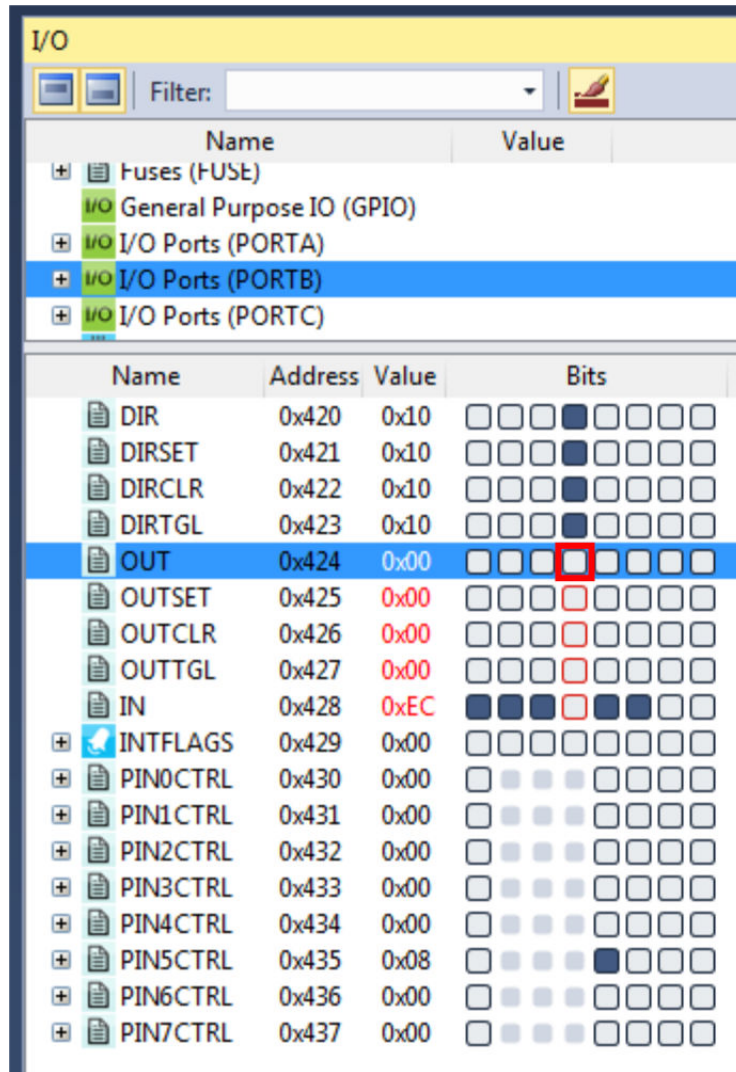 I/O
Filter:
Name Value
Fuses (FUSE)
I/O General Purpose IO (GPIO)
I/O I/O Ports (PORTA)
I/O I/O Ports (PORTB)
I/O I/O Ports (PORTC)
Name Address Value Bits
DIR 0x420 0x10
DIRSET 0x421 0x10
DIRCLR 0x422 0x10
DIRTGL 0x423 0x10
OUT 0x424 0x00
OUTSET 0x425 0x00
OUTCLR 0x426 0x00
OUTTGL 0x427 0x00
IN 0x428 0xEC
INTFLAGS 0x429 0x00
PIN0CTRL 0x430 0x00
PIN1CTRL 0x431 0x00
PIN2CTRL 0x432 0x00
PIN3CTRL 0x433 0x00
PIN4CTRL 0x434 0x00
PIN5CTRL 0x435 0x08
PIN6CTRL 0x436 0x00
PIN7CTRL 0x437 0x00